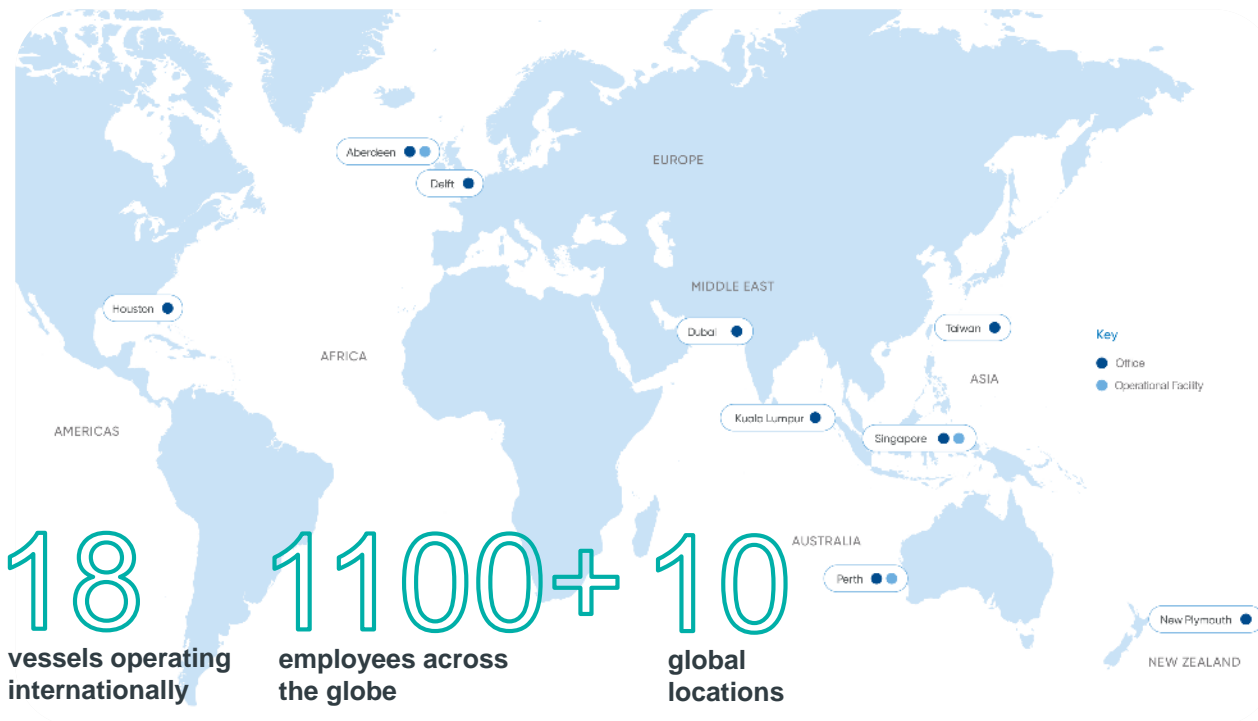 Aberdeen
EUROPE
Delft
MIDDLE EAST
Houston
Dubai
Taiwan
Key
AFRICA
Office
ASIA
Operational Facility
Kuala Lumpur
AMERICAS
Singapore
18
1100+
10
AUSTRALIA
Perth
New Plymouth
NEW ZEALAND
vessels operating
internationally
employees across
the globe
global
locations